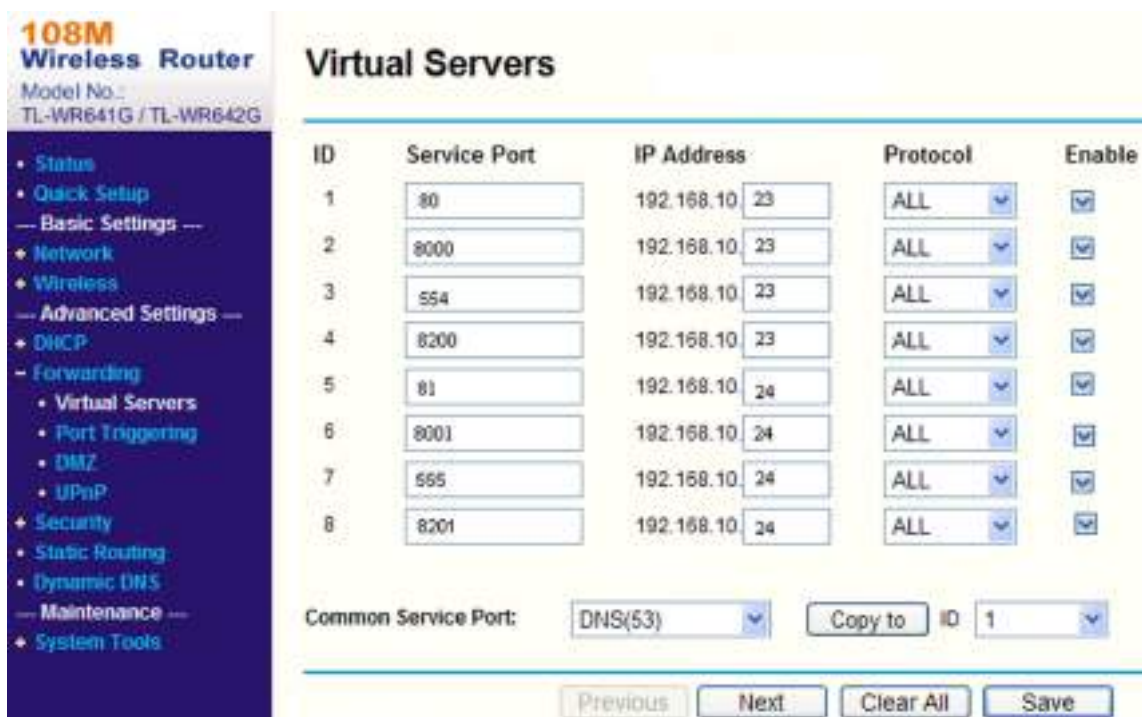 108M
Wireless Router
Model No.:
TL-WR641G / TL-WR642G
• Status
• Quick Setup
--- Basic Settings ---
+ Network
+ Wireless
--- Advanced Settings ---
+ DHCP
- Forwarding
• Virtual Servers
• Port Triggering
• DMZ
• UPnP
+ Security
• Static Routing
• Dynamic DNS
--- Maintenance ---
+ System Tools
Virtual Servers
ID Service Port IP Address Protocol Enable
1 80 192.168.10. 23 ALL
2 8000 192.168.10. 23 ALL
3 554 192.168.10. 23 ALL
4 8200 192.168.10. 23 ALL
5 81 192.168.10. 24 ALL
6 8001 192.168.10. 24 ALL
7 555 192.168.10. 24 ALL
8 8201 192.168.10. 24 ALL
Common Service Port: DNS(53) Copy to ID 1
Previous Next Clear All Save